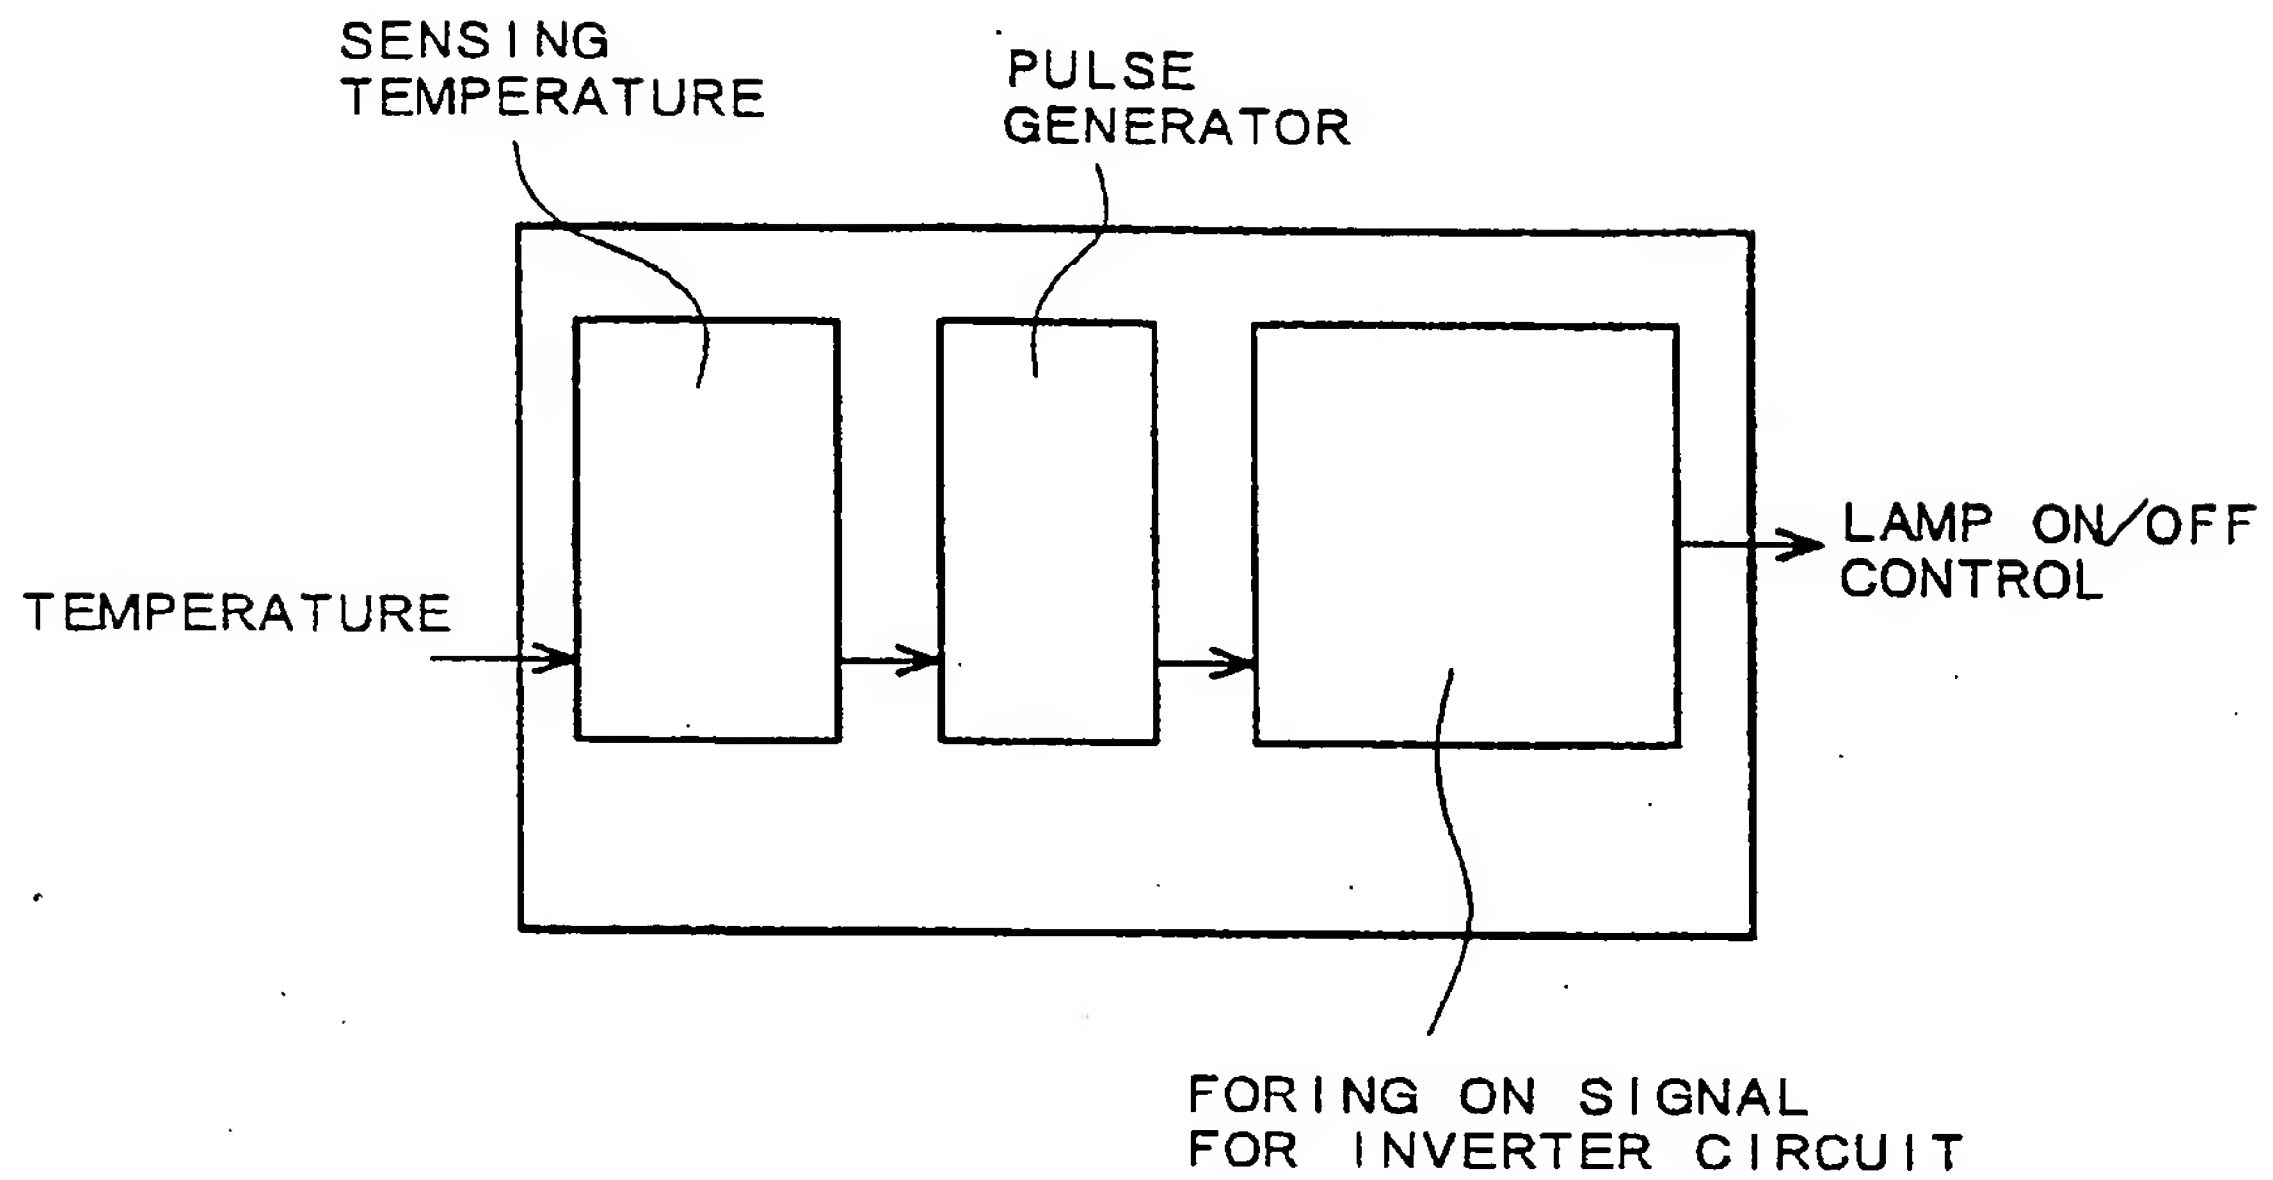 SENSING
TEMPERATURE
PULSE
GENERATOR
LAMP ON/OFF
CONTROL
TEMPERATURE
FORING ON SIGNAL
FOR INVERTER CIRCUIT